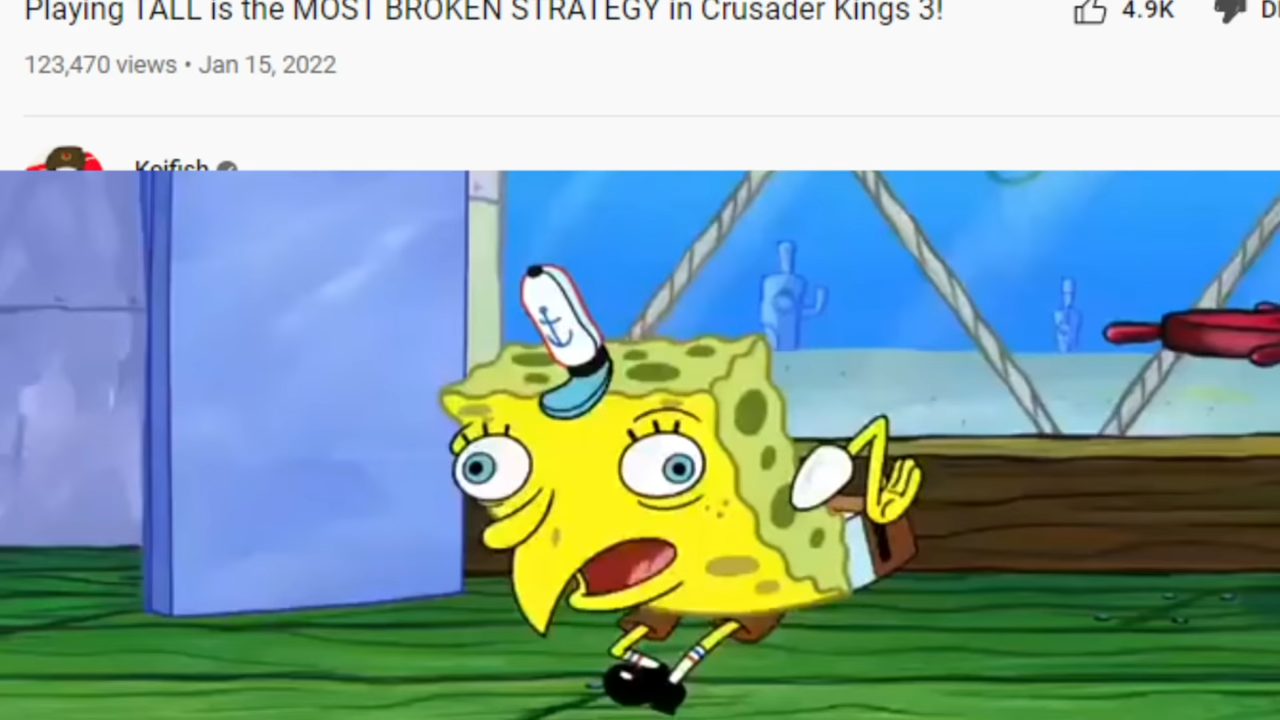 Playing TALL is the MOST BROKEN STRATEGY in Crusader Kings 3!
4.9K
123,470 views • Jan 15, 2022
Koifish